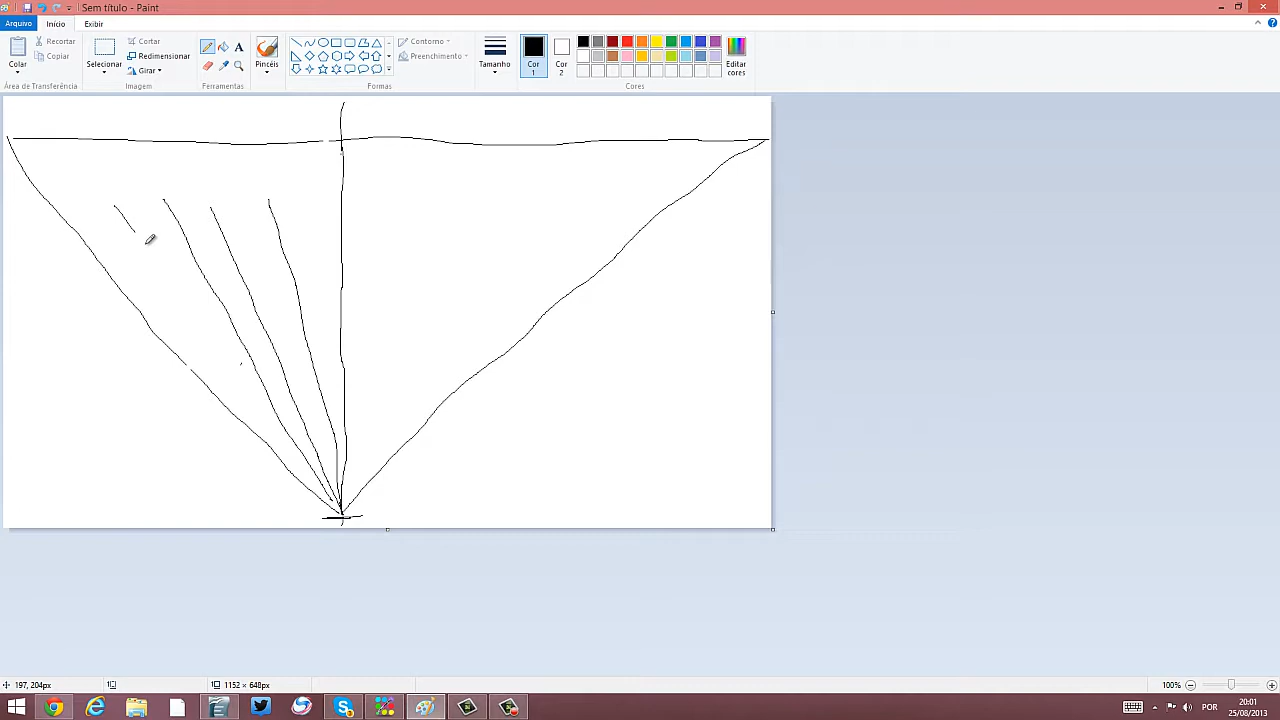 Sem título - Paint
Arquivo Início Exibir
Colar Recortar Copiar Selecionar Cortar Redimensionar Girar A Pincéis Contorno Preenchimento Tamanho Cor 1 Cor 2 Editar cores
Área de Transferência Imagem Ferramentas Formas Cores
197, 204px 1152 × 648px 100%
POR 20:01 25/08/2013